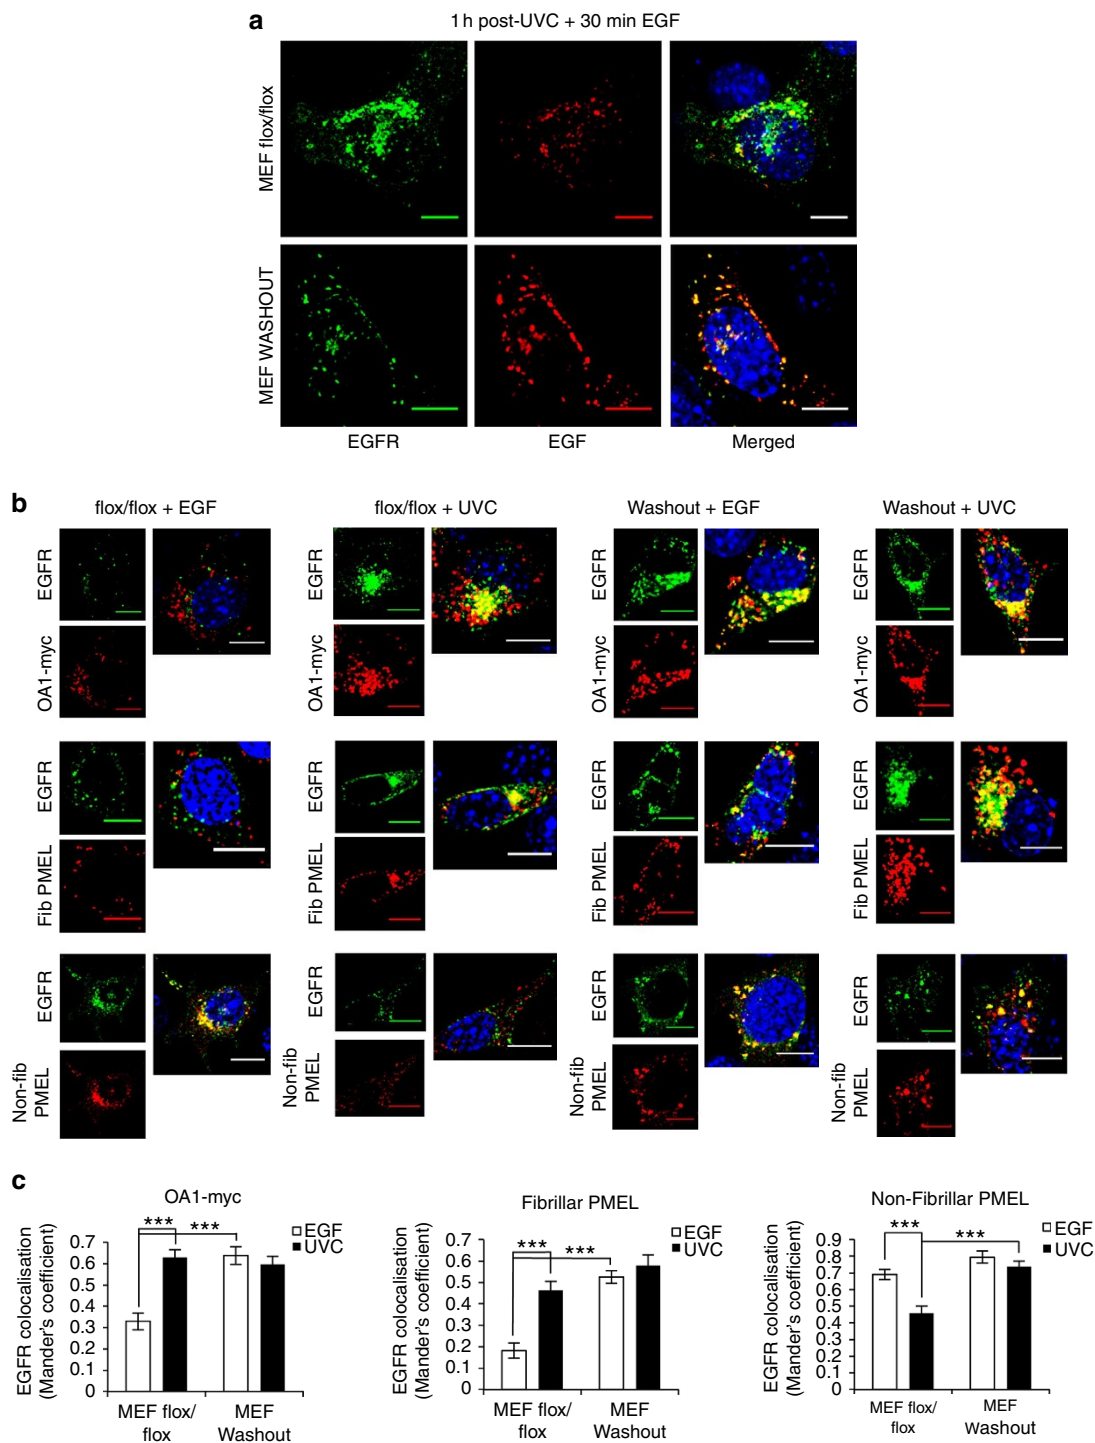 a
1 h post-UVC + 30 min EGF
MEF flox/flox
MEF WASHOUT
EGFR
EGF
Merged
b
flox/flox + EGF
flox/flox + UVC
Washout + EGF
Washout + UVC
EGFR
OA1-myc
EGFR
OA1-myc
EGFR
OA1-myc
EGFR
OA1-myc
EGFR
Fib PMEL
EGFR
Fib PMEL
EGFR
Fib PMEL
EGFR
Fib PMEL
EGFR
Non-fib
PMEL
EGFR
Non-fib
PMEL
EGFR
Non-fib
PMEL
EGFR
Non-fib
PMEL
c
OA1-myc
EGFR colocalisation
(Mander's coefficient)
0.7
0.6
0.5
0.4
0.3
0.2
0.1
0
***
***
EGF
UVC
MEF flox/
flox
MEF
Washout
Fibrillar PMEL
EGFR colocalisation
(Mander's coefficient)
0.7
0.6
0.5
0.4
0.3
0.2
0.1
0
***
***
EGF
UVC
MEF flox/
flox
MEF
Washout
Non-Fibrillar PMEL
EGFR colocalisation
(Mander's coefficient)
0.9
0.8
0.7
0.6
0.5
0.4
0.3
0.2
0.1
0
***
***
EGF
UVC
MEF flox/
flox
MEF
Washout